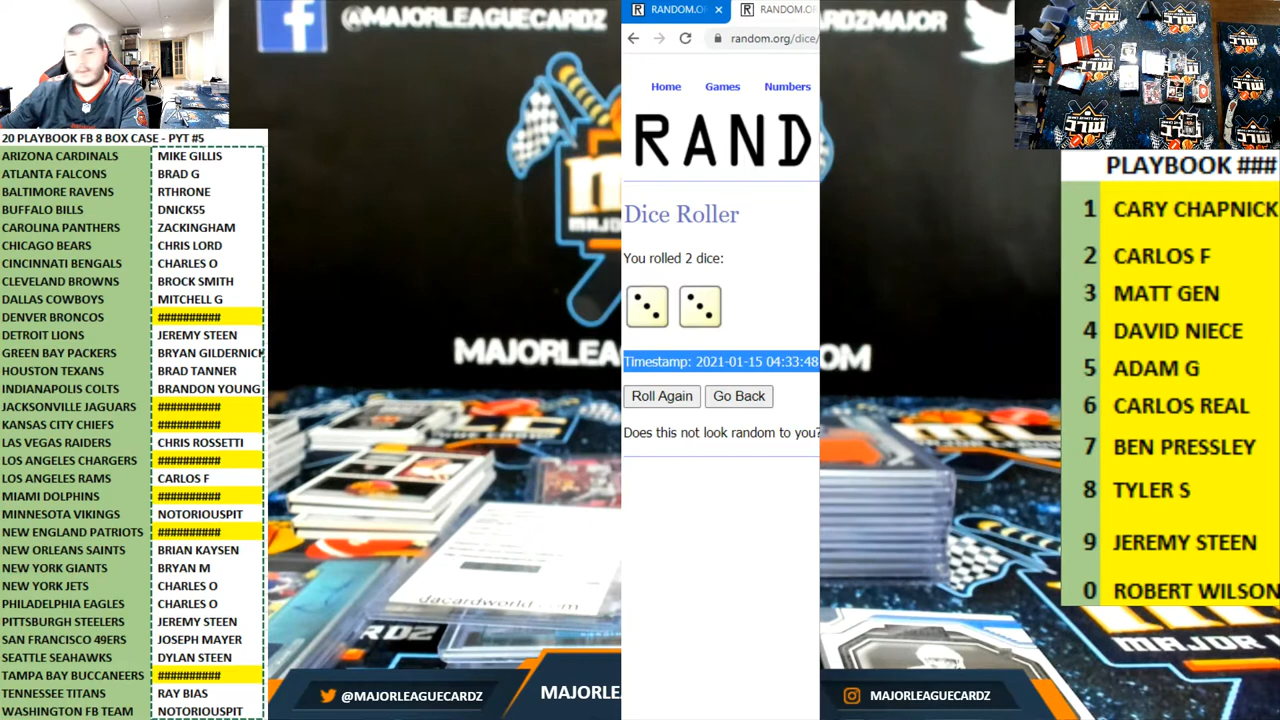 @MAJORLEAGUECARDZ
20 PLAYBOOK FB 8 BOX CASE - PYT #5
ARIZONA CARDINALS MIKE GILLIS
ATLANTA FALCONS BRAD G
BALTIMORE RAVENS RTHRONE
BUFFALO BILLS DNICK55
CAROLINA PANTHERS ZACKINGHAM
CHICAGO BEARS CHRIS LORD
CINCINNATI BENGALS CHARLES O
CLEVELAND BROWNS BROCK SMITH
DALLAS COWBOYS MITCHELL G
DENVER BRONCOS ##########
DETROIT LIONS JEREMY STEEN
GREEN BAY PACKERS BRYAN GILDERNICK
HOUSTON TEXANS BRAD TANNER
INDIANAPOLIS COLTS BRANDON YOUNG
JACKSONVILLE JAGUARS ##########
KANSAS CITY CHIEFS ##########
LAS VEGAS RAIDERS CHRIS ROSSETTI
LOS ANGELES CHARGERS ##########
LOS ANGELES RAMS CARLOS F
MIAMI DOLPHINS ##########
MINNESOTA VIKINGS NOTORIOUSPIT
NEW ENGLAND PATRIOTS ##########
NEW ORLEANS SAINTS BRIAN KAYSEN
NEW YORK GIANTS BRYAN M
NEW YORK JETS CHARLES O
PHILADELPHIA EAGLES CHARLES O
PITTSBURGH STEELERS JEREMY STEEN
SAN FRANCISCO 49ERS JOSEPH MAYER
SEATTLE SEAHAWKS DYLAN STEEN
TAMPA BAY BUCCANEERS ##########
TENNESSEE TITANS RAY BIAS
WASHINGTON FB TEAM NOTORIOUSPIT
MAJORLEA
dacardworld.com
@MAJORLEAGUECARDZ
MAJORLEA
RANDOM.OF
RANDOM.OF
random.org/dice/
Home Games Numbers
RAND
Dice Roller
You rolled 2 dice:
Timestamp: 2021-01-15 04:33:48
Roll Again Go Back
Does this not look random to you?
RDZMAJOR
OM
MAJORLEAGUECARDZ
PLAYBOOK ###
1 CARY CHAPNICK
2 CARLOS F
3 MATT GEN
4 DAVID NIECE
5 ADAM G
6 CARLOS REAL
7 BEN PRESSLEY
8 TYLER S
9 JEREMY STEEN
0 ROBERT WILSON